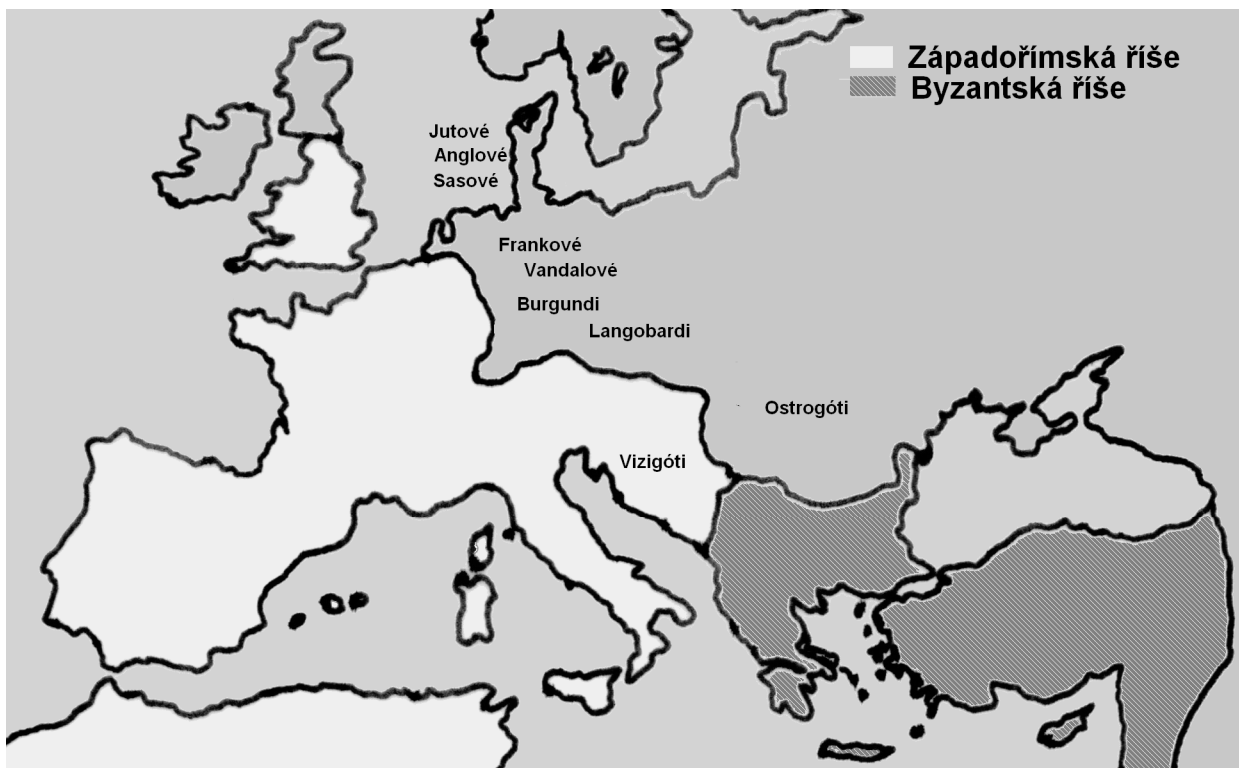 Západořímská říše
Byzantská říše
Jutové
Anglové
Sasové
Frankové
Vandalové
Burgundi
Langobardi
Ostrogóti
Vizigóti